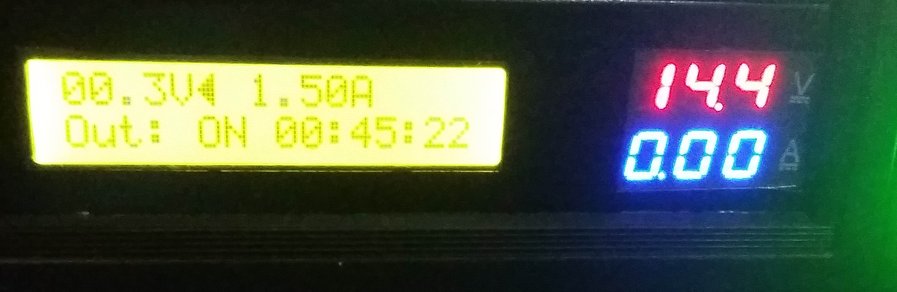 00.3V◀ 1.50A
Out: ON 00:45:22
14.4 V
0.00 A